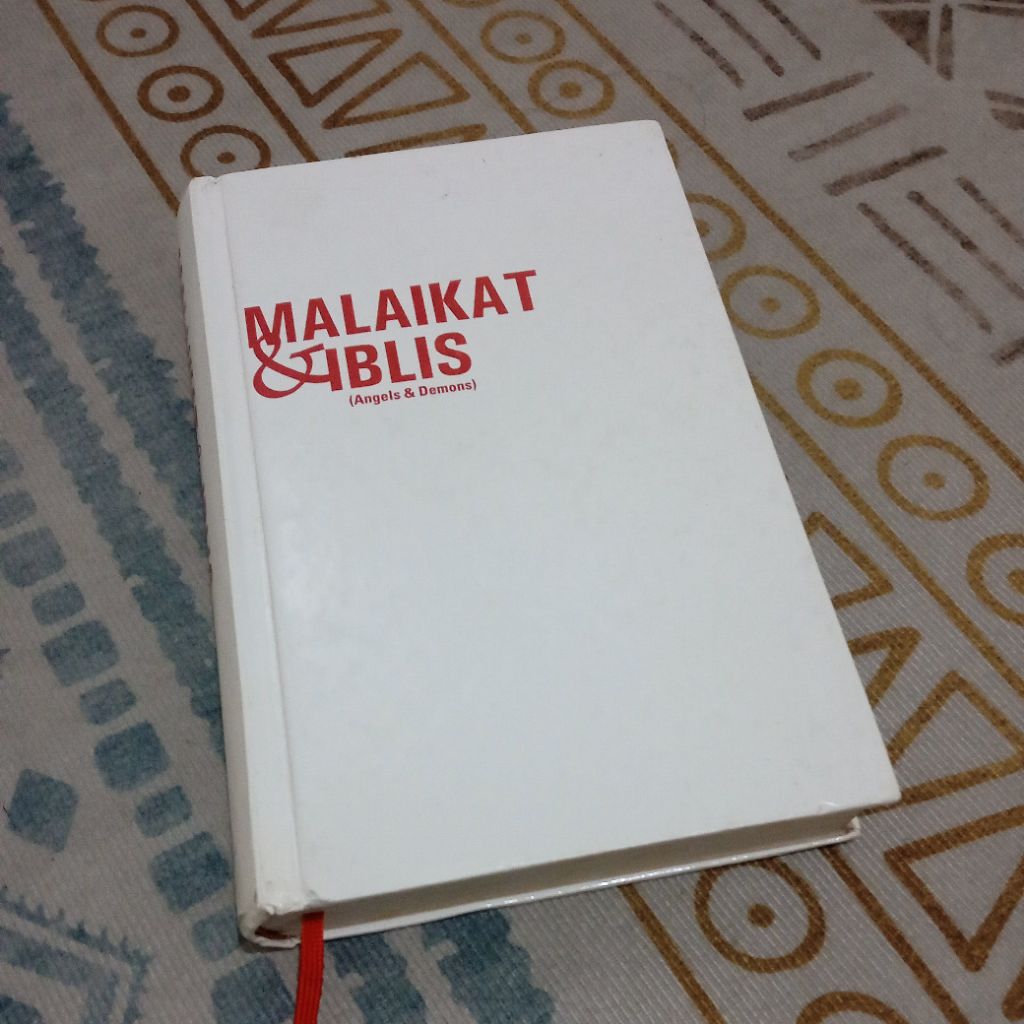 MALAIKAT
& IBLIS
(Angels & Demons)